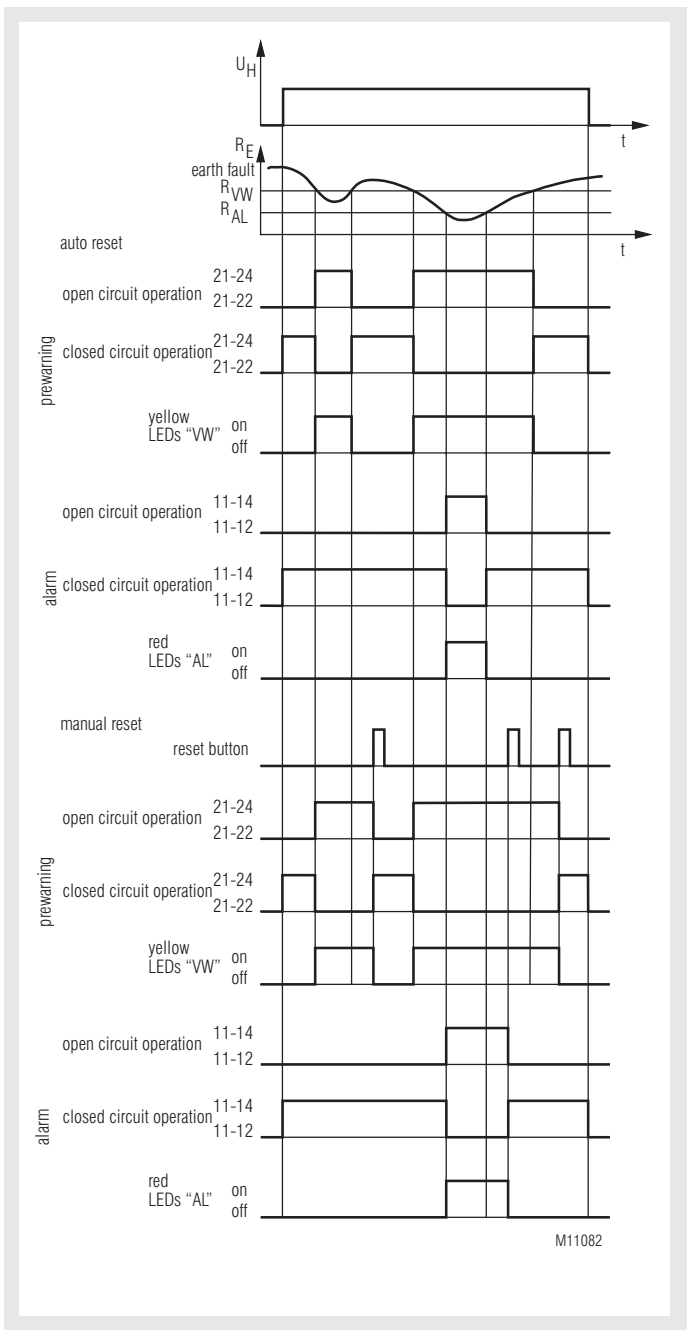 U_H
t
R_E
earth fault
R_VW
R_AL
t
auto reset
prewarning
open circuit operation 21-24
21-22
closed circuit operation 21-24
21-22
yellow
LEDs “VW” on
off
alarm
open circuit operation 11-14
11-12
closed circuit operation 11-14
11-12
red
LEDs “AL” on
off
manual reset
reset button
prewarning
open circuit operation 21-24
21-22
closed circuit operation 21-24
21-22
yellow
LEDs “VW” on
off
alarm
open circuit operation 11-14
11-12
closed circuit operation 11-14
11-12
red
LEDs “AL” on
off
M11082